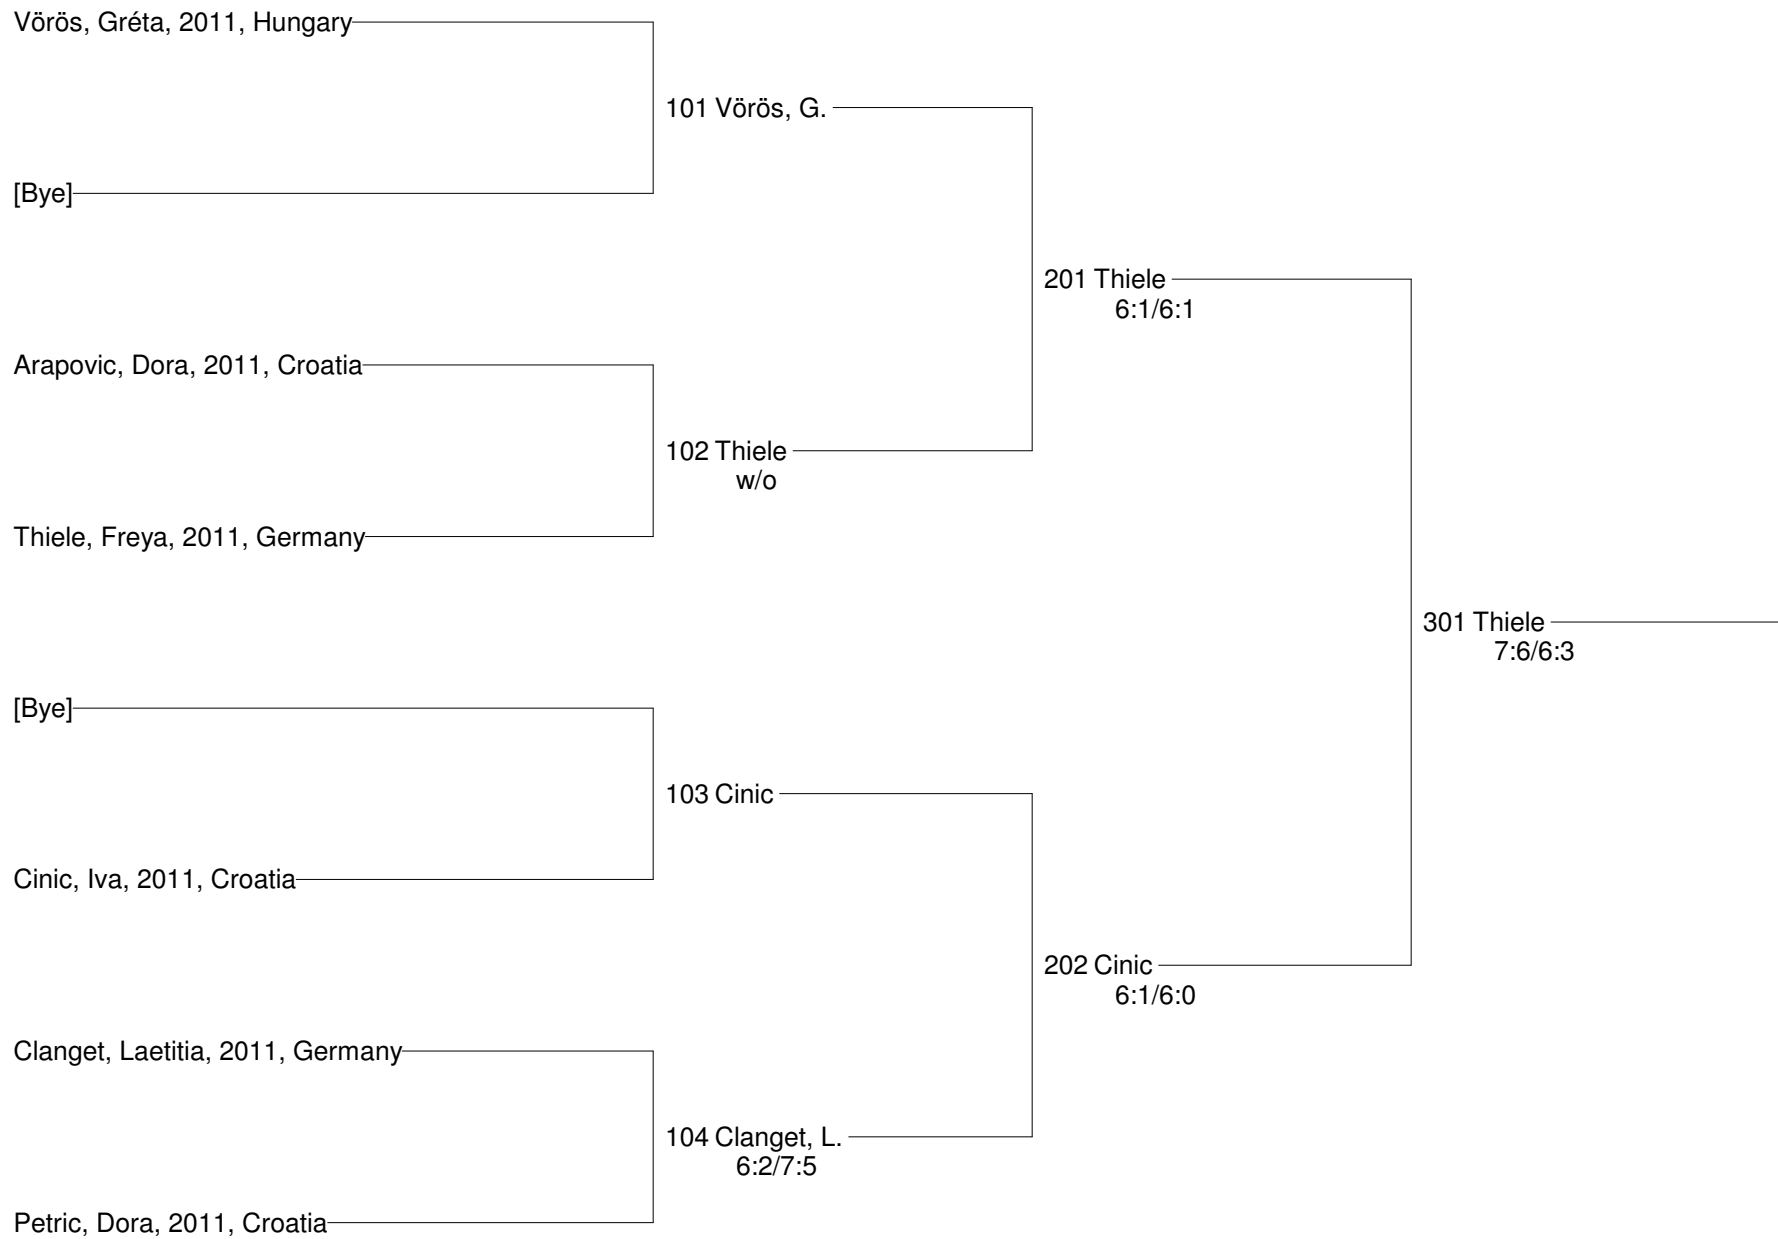 Vörös, Gréta, 2011, Hungary
101 Vörös, G.
[Bye]
201 Thiele
6:1/6:1
Arapovic, Dora, 2011, Croatia
102 Thiele
w/o
Thiele, Freya, 2011, Germany
301 Thiele
7:6/6:3
[Bye]
103 Cinic
Cinic, Iva, 2011, Croatia
202 Cinic
6:1/6:0
Clanget, Laetitia, 2011, Germany
104 Clanget, L.
6:2/7:5
Petric, Dora, 2011, Croatia